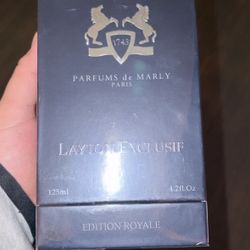 1743
PARFUMS de MARLY
PARIS
LAYTON EXCLUSIF
125ml 4.2fl.Oz
EDITION ROYALE